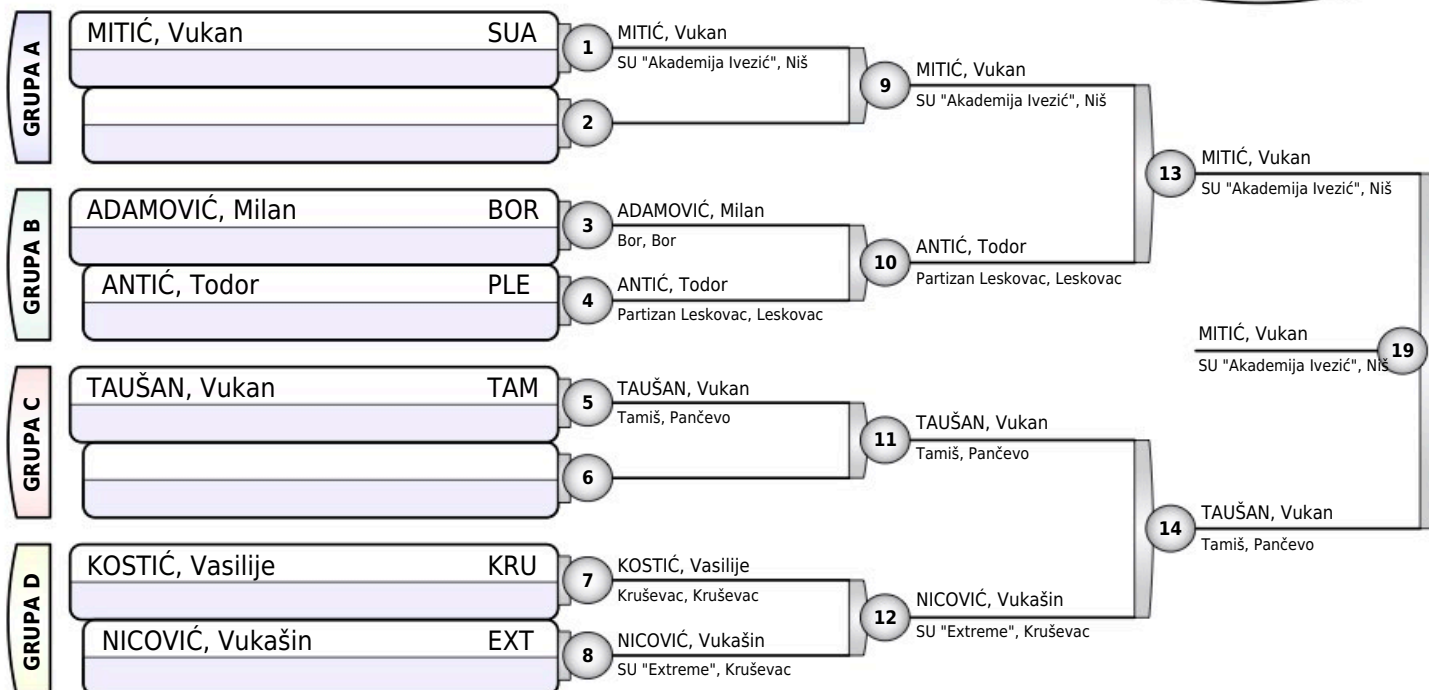 GRUPA A
MITIĆ, Vukan SUA
1
MITIĆ, Vukan
SU "Akademija Ivezić", Niš
2
9
MITIĆ, Vukan
SU "Akademija Ivezić", Niš
GRUPA B
ADAMOVIĆ, Milan BOR
3
ADAMOVIĆ, Milan
Bor, Bor
ANTIĆ, Todor PLE
4
ANTIĆ, Todor
Partizan Leskovac, Leskovac
10
ANTIĆ, Todor
Partizan Leskovac, Leskovac
13
MITIĆ, Vukan
SU "Akademija Ivezić", Niš
GRUPA C
TAUŠAN, Vukan TAM
5
TAUŠAN, Vukan
Tamiš, Pančevo
6
11
TAUŠAN, Vukan
Tamiš, Pančevo
GRUPA D
KOSTIĆ, Vasilije KRU
7
KOSTIĆ, Vasilije
Kruševac, Kruševac
NICOVIĆ, Vukašin EXT
8
NICOVIĆ, Vukašin
SU "Extreme", Kruševac
12
NICOVIĆ, Vukašin
SU "Extreme", Kruševac
14
TAUŠAN, Vukan
Tamiš, Pančevo
MITIĆ, Vukan
SU "Akademija Ivezić", Niš
19